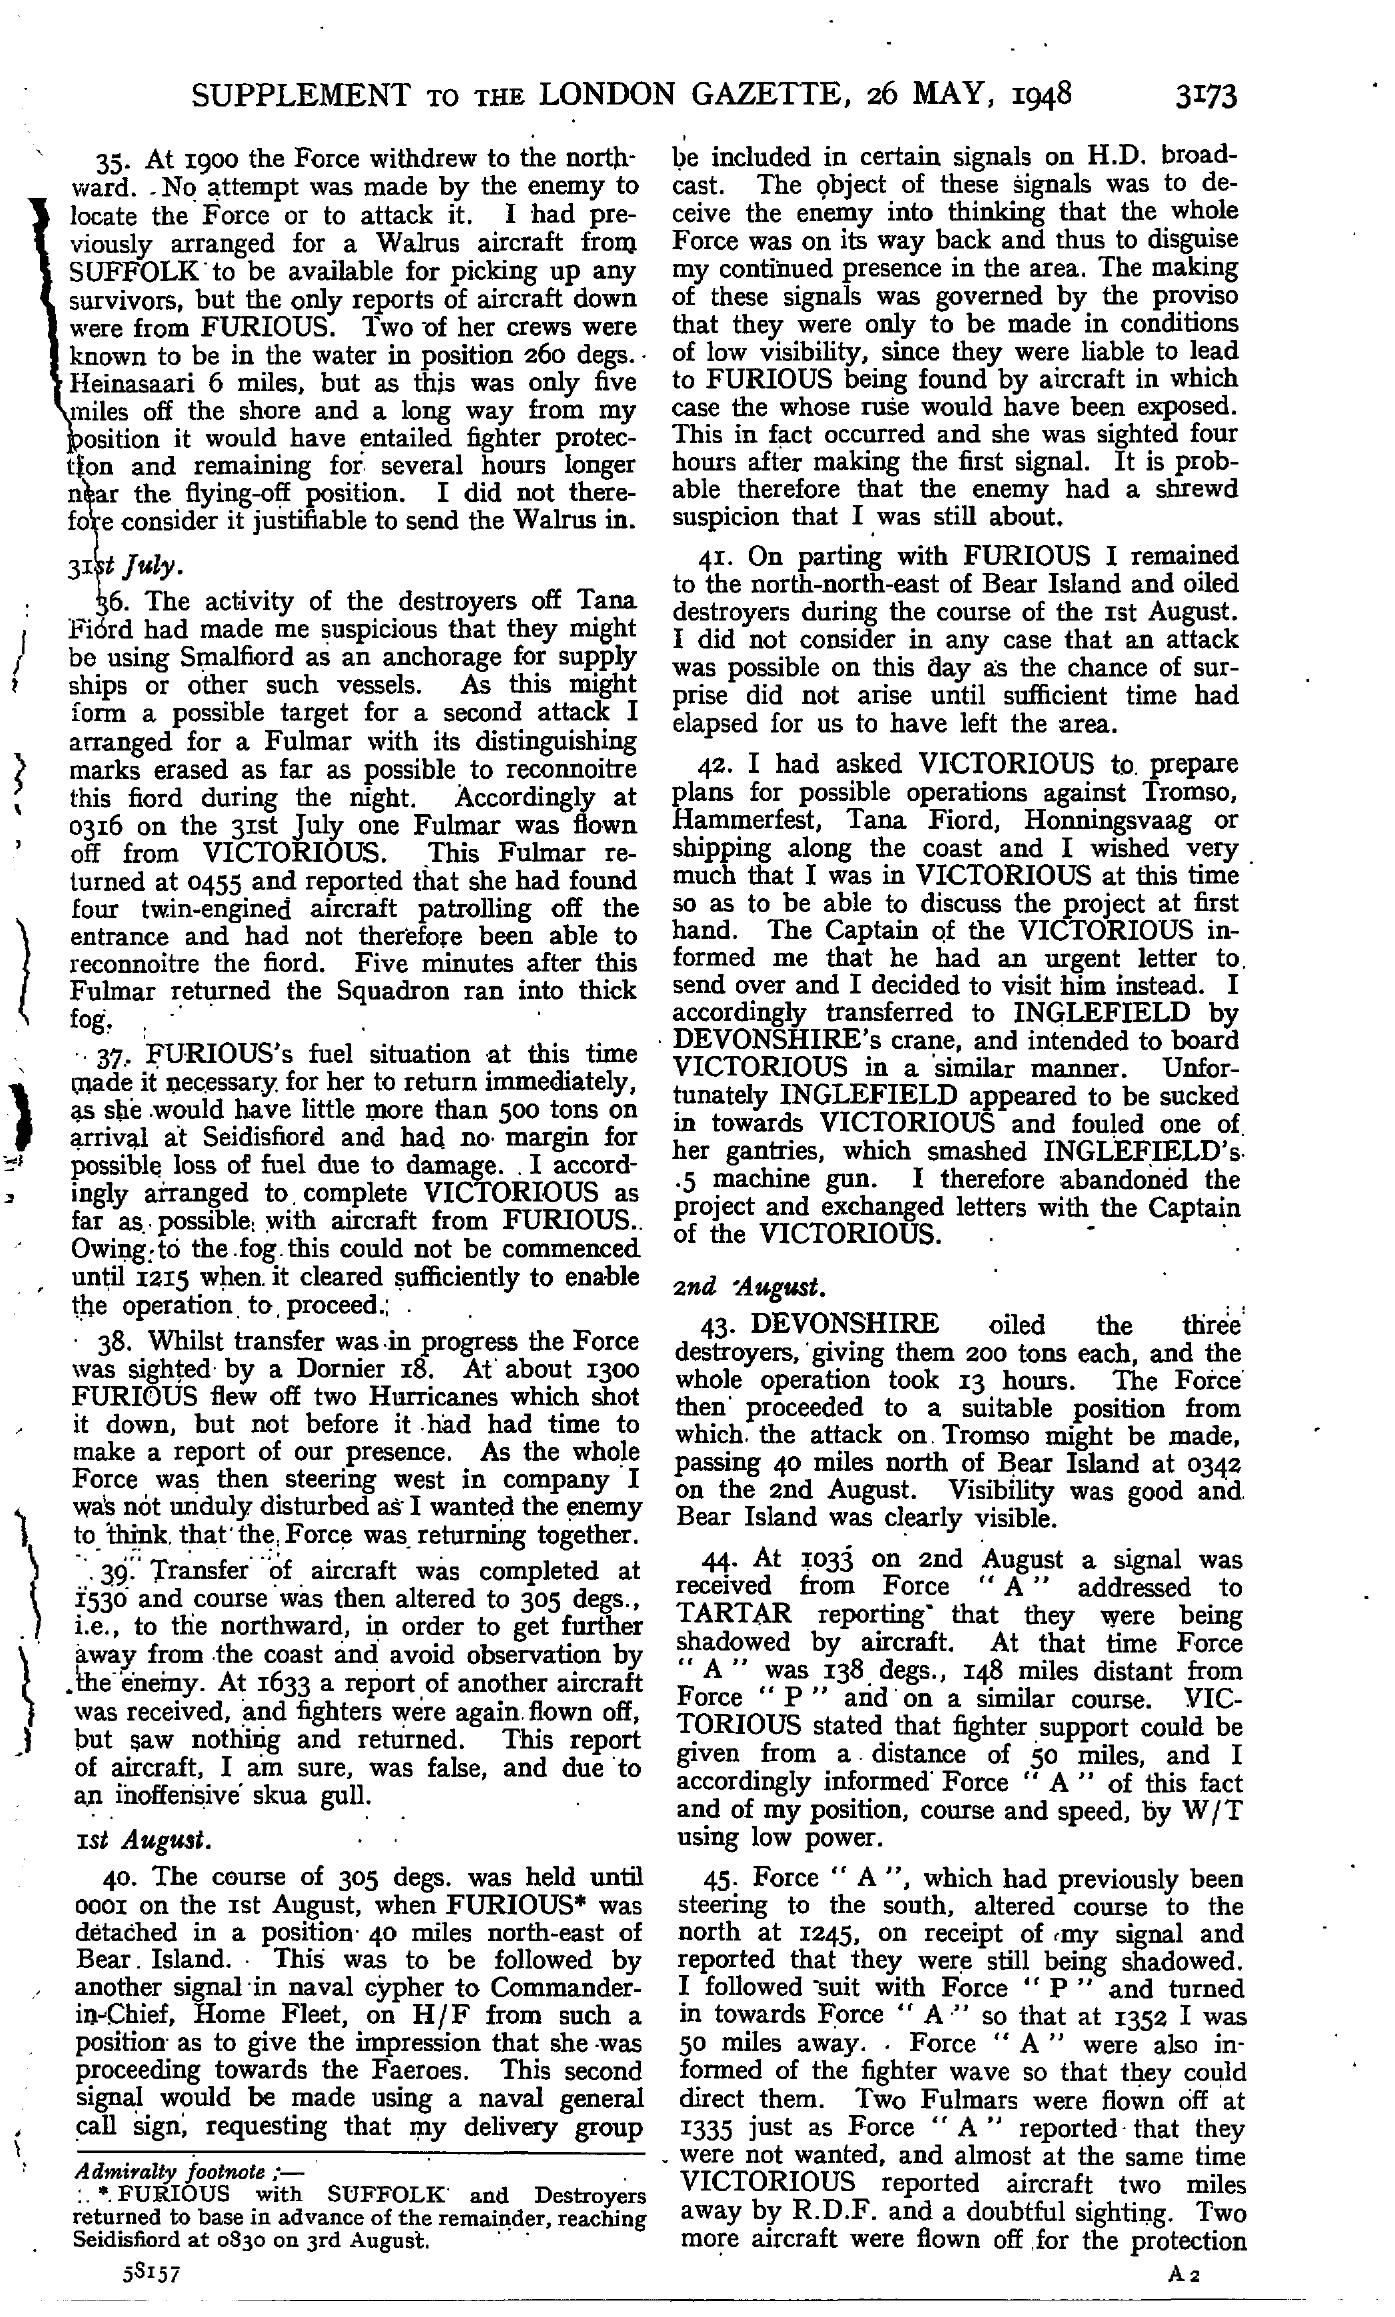 SUPPLEMENT TO THE LONDON GAZETTE, 26 MAY, 1948 3173
35. At 1900 the Force withdrew to the north-
ward. No attempt was made by the enemy to
locate the Force or to attack it. I had pre-
viously arranged for a Walrus aircraft from
SUFFOLK to be available for picking up any
survivors, but the only reports of aircraft down
were from FURIOUS. Two of her crews were
known to be in the water in position 260 degs.
Heinasaari 6 miles, but as this was only five
miles off the shore and a long way from my
position it would have entailed fighter protec-
tion and remaining for several hours longer
near the flying-off position. I did not there-
fore consider it justifiable to send the Walrus in.
31st July.
36. The activity of the destroyers off Tana
Fiord had made me suspicious that they might
be using Smalfiord as an anchorage for supply
ships or other such vessels. As this might
form a possible target for a second attack I
arranged for a Fulmar with its distinguishing
marks erased as far as possible to reconnoitre
this fiord during the night. Accordingly at
0316 on the 31st July one Fulmar was flown
off from VICTORIOUS. This Fulmar re-
turned at 0455 and reported that she had found
four twin-engined aircraft patrolling off the
entrance and had not therefore been able to
reconnoitre the fiord. Five minutes after this
Fulmar returned the Squadron ran into thick
fog.
37. FURIOUS's fuel situation at this time
made it necessary for her to return immediately,
as she would have little more than 500 tons on
arrival at Seidisfiord and had no margin for
possible loss of fuel due to damage. I accord-
ingly arranged to complete VICTORIOUS as
far as possible with aircraft from FURIOUS.
Owing to the fog this could not be commenced
until 1215 when it cleared sufficiently to enable
the operation to proceed.
38. Whilst transfer was in progress the Force
was sighted by a Dornier 18. At about 1300
FURIOUS flew off two Hurricanes which shot
it down, but not before it had had time to
make a report of our presence. As the whole
Force was then steering west in company I
was not unduly disturbed as I wanted the enemy
to think that the Force was returning together.
39. Transfer of aircraft was completed at
1530 and course was then altered to 305 degs.,
i.e., to the northward, in order to get further
away from the coast and avoid observation by
the enemy. At 1633 a report of another aircraft
was received, and fighters were again flown off,
but saw nothing and returned. This report
of aircraft, I am sure, was false, and due to
an inoffensive skua gull.
1st August.
40. The course of 305 degs. was held until
0001 on the 1st August, when FURIOUS* was
detached in a position 40 miles north-east of
Bear Island. This was to be followed by
another signal in naval cypher to Commander-
in-Chief, Home Fleet, on H/F from such a
position as to give the impression that she was
proceeding towards the Faeroes. This second
signal would be made using a naval general
call sign, requesting that my delivery group
Admiralty footnote:—
* FURIOUS with SUFFOLK and Destroyers
returned to base in advance of the remainder, reaching
Seidisfiord at 0830 on 3rd August.
58157
be included in certain signals on H.D. broad-
cast. The object of these signals was to de-
ceive the enemy into thinking that the whole
Force was on its way back and thus to disguise
my continued presence in the area. The making
of these signals was governed by the proviso
that they were only to be made in conditions
of low visibility, since they were liable to lead
to FURIOUS being found by aircraft in which
case the whose ruse would have been exposed.
This in fact occurred and she was sighted four
hours after making the first signal. It is prob-
able therefore that the enemy had a shrewd
suspicion that I was still about.
41. On parting with FURIOUS I remained
to the north-north-east of Bear Island and oiled
destroyers during the course of the 1st August.
I did not consider in any case that an attack
was possible on this day as the chance of sur-
prise did not arise until sufficient time had
elapsed for us to have left the area.
42. I had asked VICTORIOUS to prepare
plans for possible operations against Tromso,
Hammerfest, Tana Fiord, Honningsvaag or
shipping along the coast and I wished very
much that I was in VICTORIOUS at this time
so as to be able to discuss the project at first
hand. The Captain of the VICTORIOUS in-
formed me that he had an urgent letter to
send over and I decided to visit him instead. I
accordingly transferred to INGLEFIELD by
DEVONSHIRE's crane, and intended to board
VICTORIOUS in a similar manner. Unfor-
tunately INGLEFIELD appeared to be sucked
in towards VICTORIOUS and fouled one of
her gantries, which smashed INGLEFIELD's
.5 machine gun. I therefore abandoned the
project and exchanged letters with the Captain
of the VICTORIOUS.
2nd August.
43. DEVONSHIRE oiled the three
destroyers, giving them 200 tons each, and the
whole operation took 13 hours. The Force
then proceeded to a suitable position from
which the attack on Tromso might be made,
passing 40 miles north of Bear Island at 0342
on the 2nd August. Visibility was good and
Bear Island was clearly visible.
44. At 1033 on 2nd August a signal was
received from Force "A" addressed to
TARTAR reporting that they were being
shadowed by aircraft. At that time Force
"A" was 138 degs., 148 miles distant from
Force "P" and on a similar course. VIC-
TORIOUS stated that fighter support could be
given from a distance of 50 miles, and I
accordingly informed Force "A" of this fact
and of my position, course and speed, by W/T
using low power.
45. Force "A", which had previously been
steering to the south, altered course to the
north at 1245, on receipt of my signal and
reported that they were still being shadowed.
I followed suit with Force "P" and turned
in towards Force "A" so that at 1352 I was
50 miles away. Force "A" were also in-
formed of the fighter wave so that they could
direct them. Two Fulmars were flown off at
1335 just as Force "A" reported that they
were not wanted, and almost at the same time
VICTORIOUS reported aircraft two miles
away by R.D.F. and a doubtful sighting. Two
more aircraft were flown off for the protection
A 2